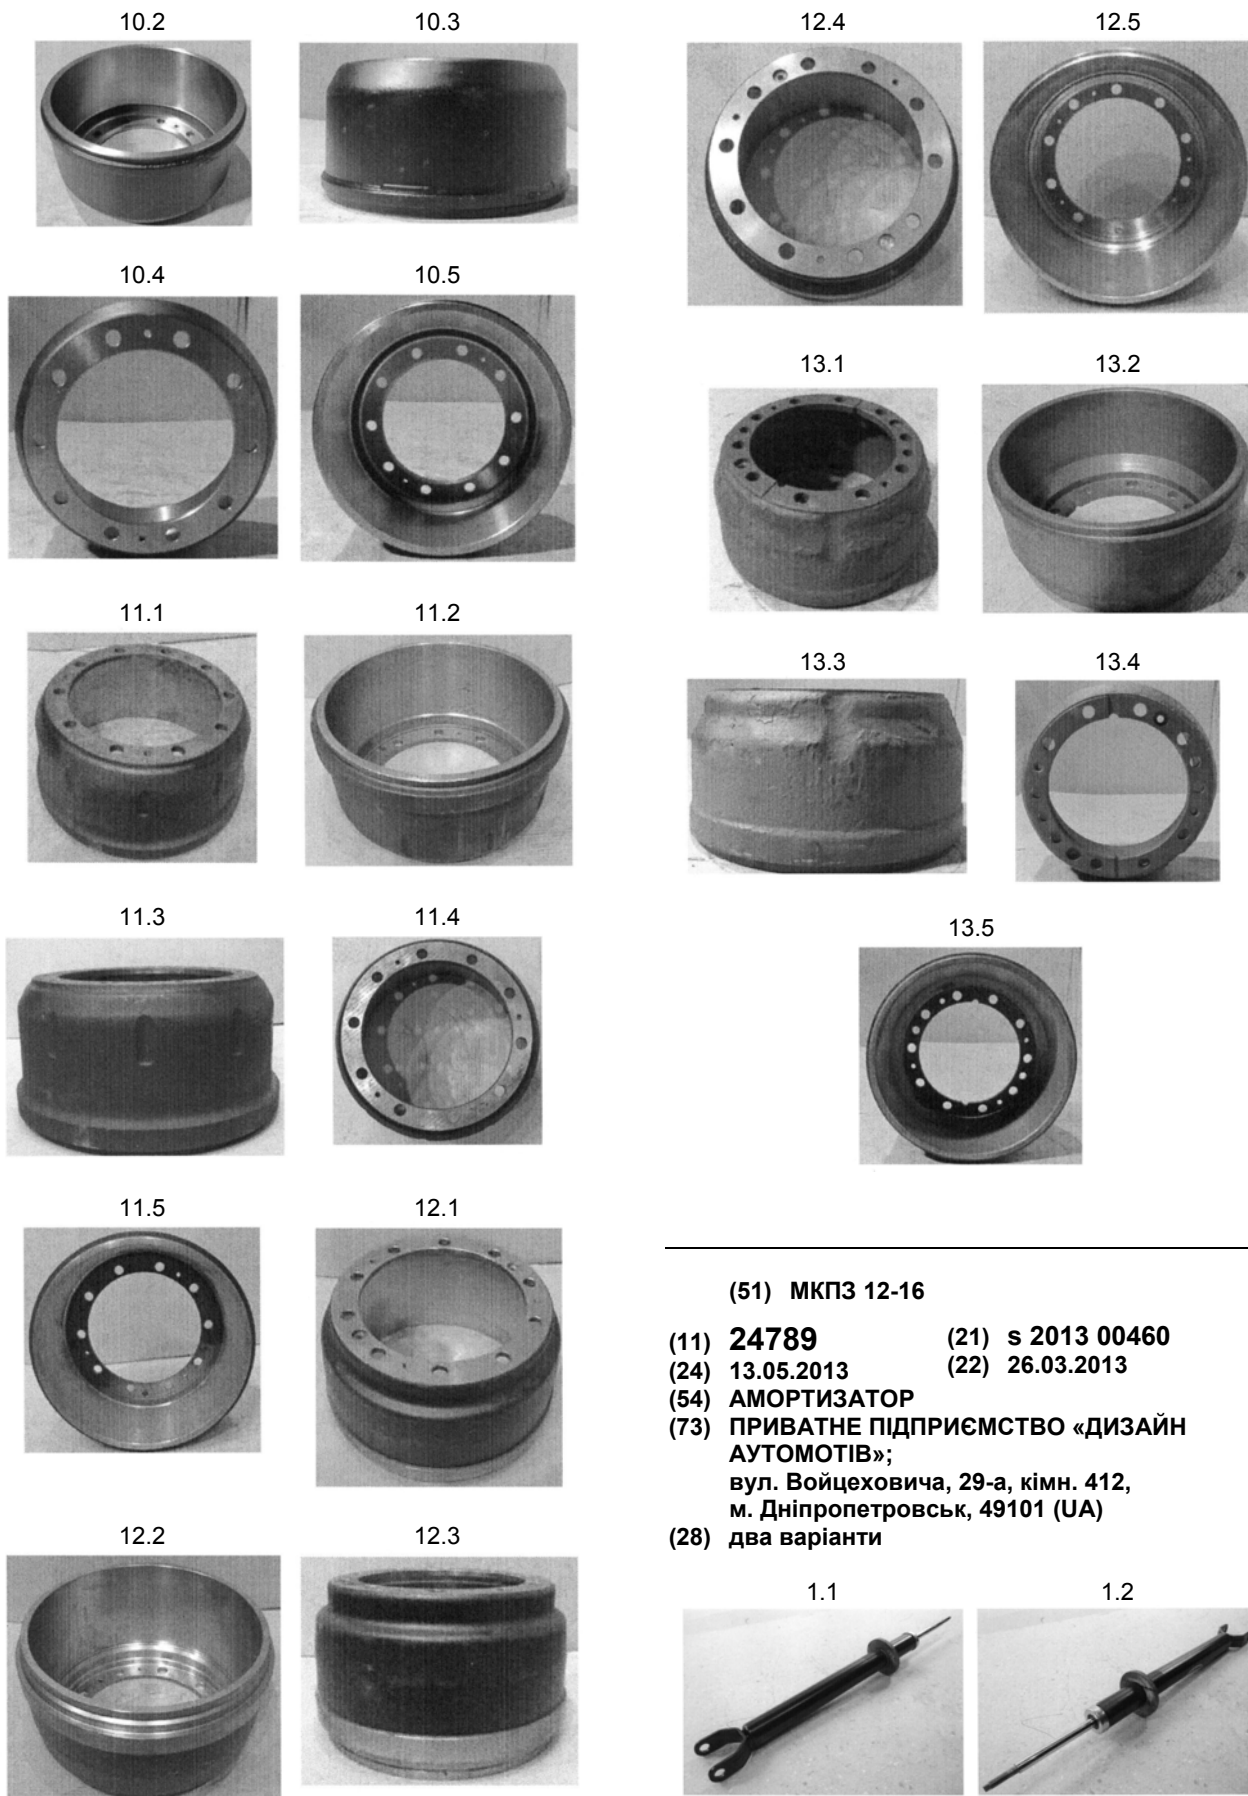 10.2 10.3
10.4 10.5
11.1 11.2
11.3 11.4
11.5 12.1
12.2 12.3
12.4 12.5
13.1 13.2
13.3 13.4
13.5
(51) МКПЗ 12-16
(11) 24789 (21) s 2013 00460
(24) 13.05.2013 (22) 26.03.2013
(54) АМОРТИЗАТОР
(73) ПРИВАТНЕ ПІДПРИЄМСТВО «ДИЗАЙН
АУТОМОТІВ»;
вул. Войцеховича, 29-а, кімн. 412,
м. Дніпропетровськ, 49101 (UA)
(28) два варіанти
1.1 1.2